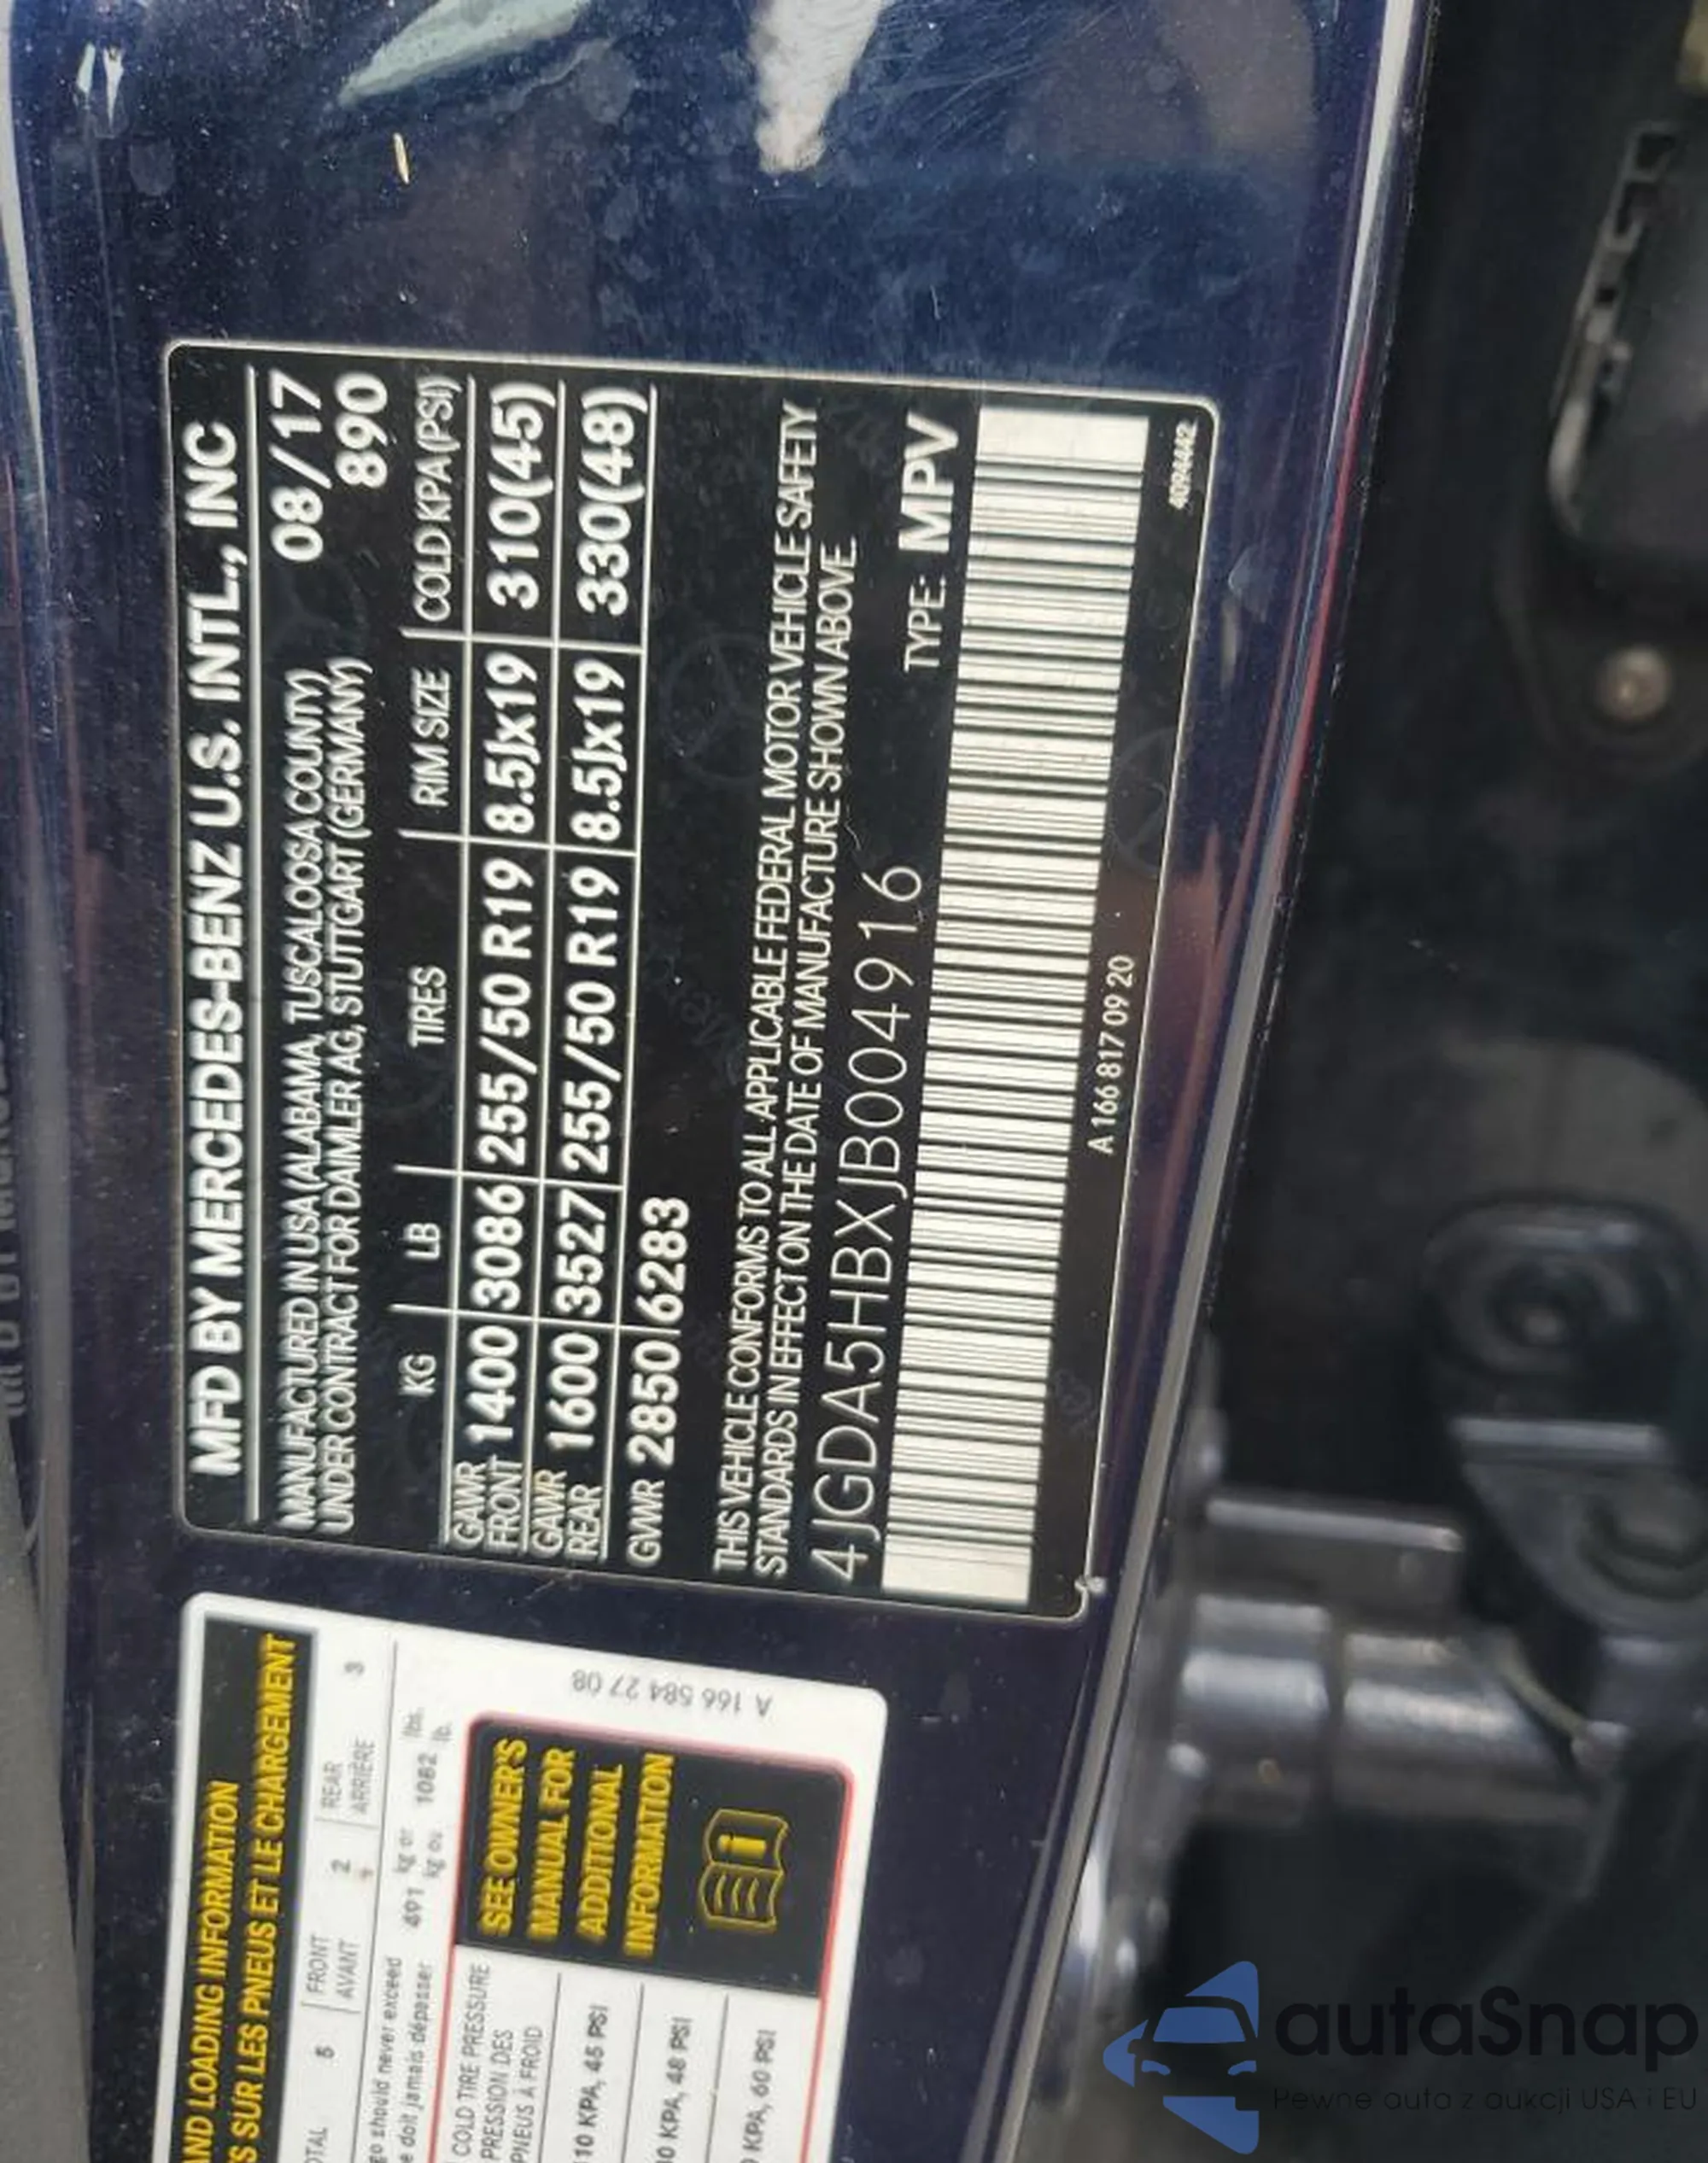 MFD BY MERCEDES-BENZ U.S. INTL., INC
MANUFACTURED IN USA (ALABAMA, TUSCALOOSA COUNTY) 08/17
UNDER CONTRACT FOR DAIMLER AG, STUTTGART (GERMANY) 890
KG LB TIRES RIM SIZE COLD KPA(PSI)
GAWR
FRONT 1400 3086 255/50 R19 8.5Jx19 310(45)
GAWR
REAR 1600 3527 255/50 R19 8.5Jx19 330(48)
GVWR 2850 6283
THIS VEHICLE CONFORMS TO ALL APPLICABLE FEDERAL MOTOR VEHICLE SAFETY
STANDARDS IN EFFECT ON THE DATE OF MANUFACTURE SHOWN ABOVE.
4JGDA5HBXJB004916 TYPE: MPV
A 166 817 09 20
40R4442
AND LOADING INFORMATION
SUR LES PNEUS ET LE CHARGEMENT
5 FRONT 2 REAR 3
AVANT ARRIÈRE
should never exceed 491 kg or 1082 lbs.
doit jamais dépasser kg ou lb.
COLD TIRE PRESSURE
PRESSION DES
PNEUS À FROID
KPA, 45 PSI
KPA, 48 PSI
KPA, 60 PSI
SEE OWNER'S
MANUAL FOR
ADDITIONAL
INFORMATION
A 166 584 27 08
autaSnap
Pewne auta z aukcji USA i EU